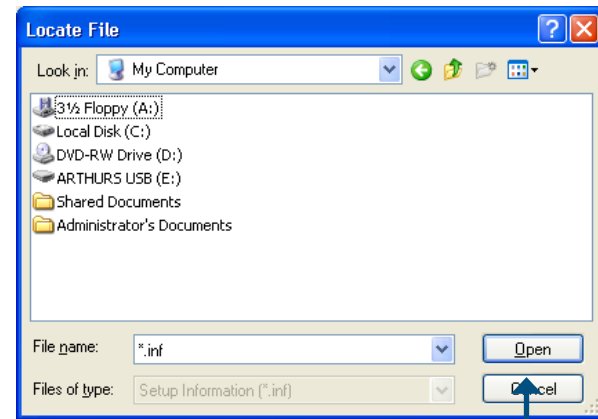 Locate File
Look in: My Computer
3½ Floppy (A:)
Local Disk (C:)
DVD-RW Drive (D:)
ARTHURS USB (E:)
Shared Documents
Administrator's Documents
File name: *.inf Open
Files of type: Setup Information (*.inf) Cancel